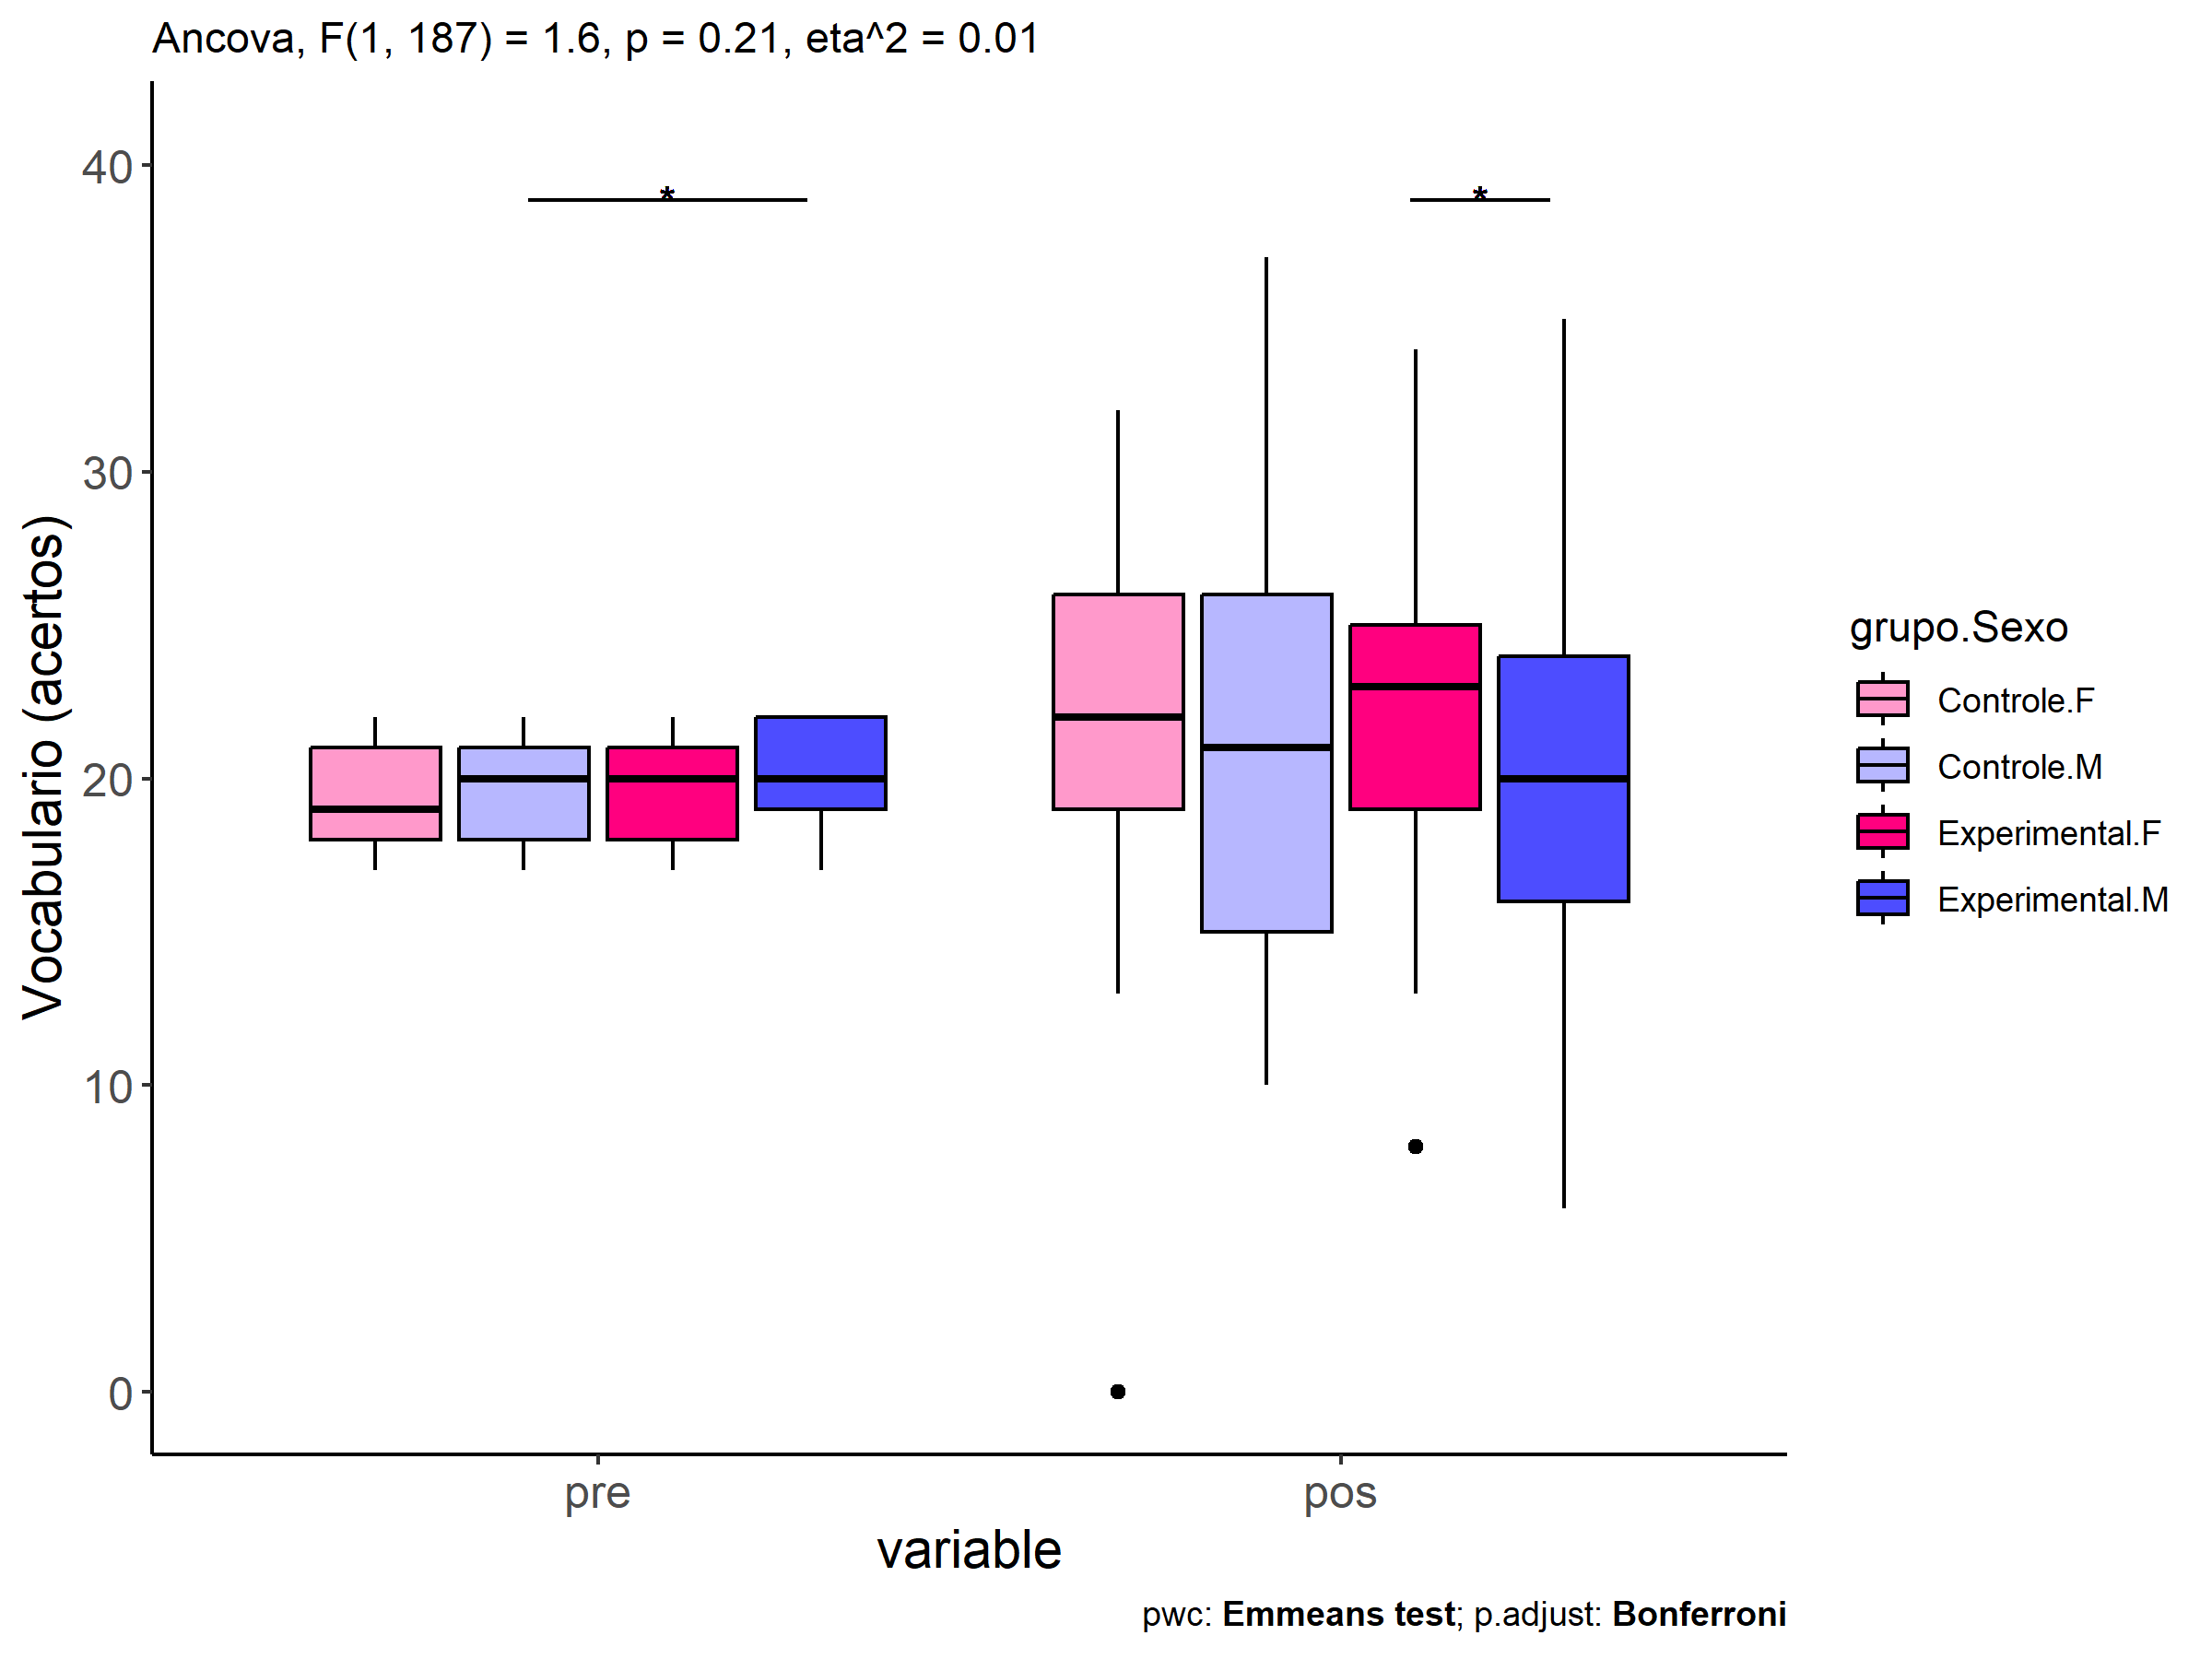 Ancova, F(1, 187) = 1.6, p = 0.21, eta^2 = 0.01
40
30
20
10
0
Vocabulario (acertos)
*
*
pre
pos
variable
grupo.Sexo
Controle.F
Controle.M
Experimental.F
Experimental.M
pwc: Emmeans test; p.adjust: Bonferroni